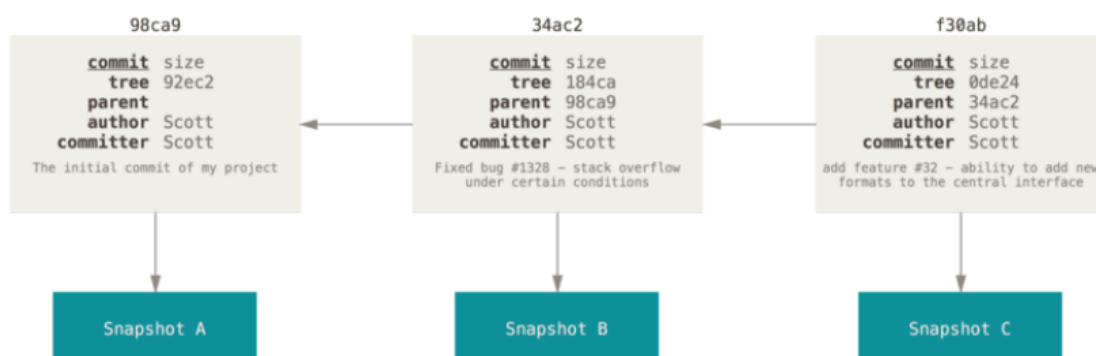 98ca9
commit size
tree 92ec2
parent
author Scott
committer Scott
The initial commit of my project
Snapshot A
34ac2
commit size
tree 184ca
parent 98ca9
author Scott
committer Scott
Fixed bug #1328 – stack overflow
under certain conditions
Snapshot B
f30ab
commit size
tree 0de24
parent 34ac2
author Scott
committer Scott
add feature #32 – ability to add new
formats to the central interface
Snapshot C